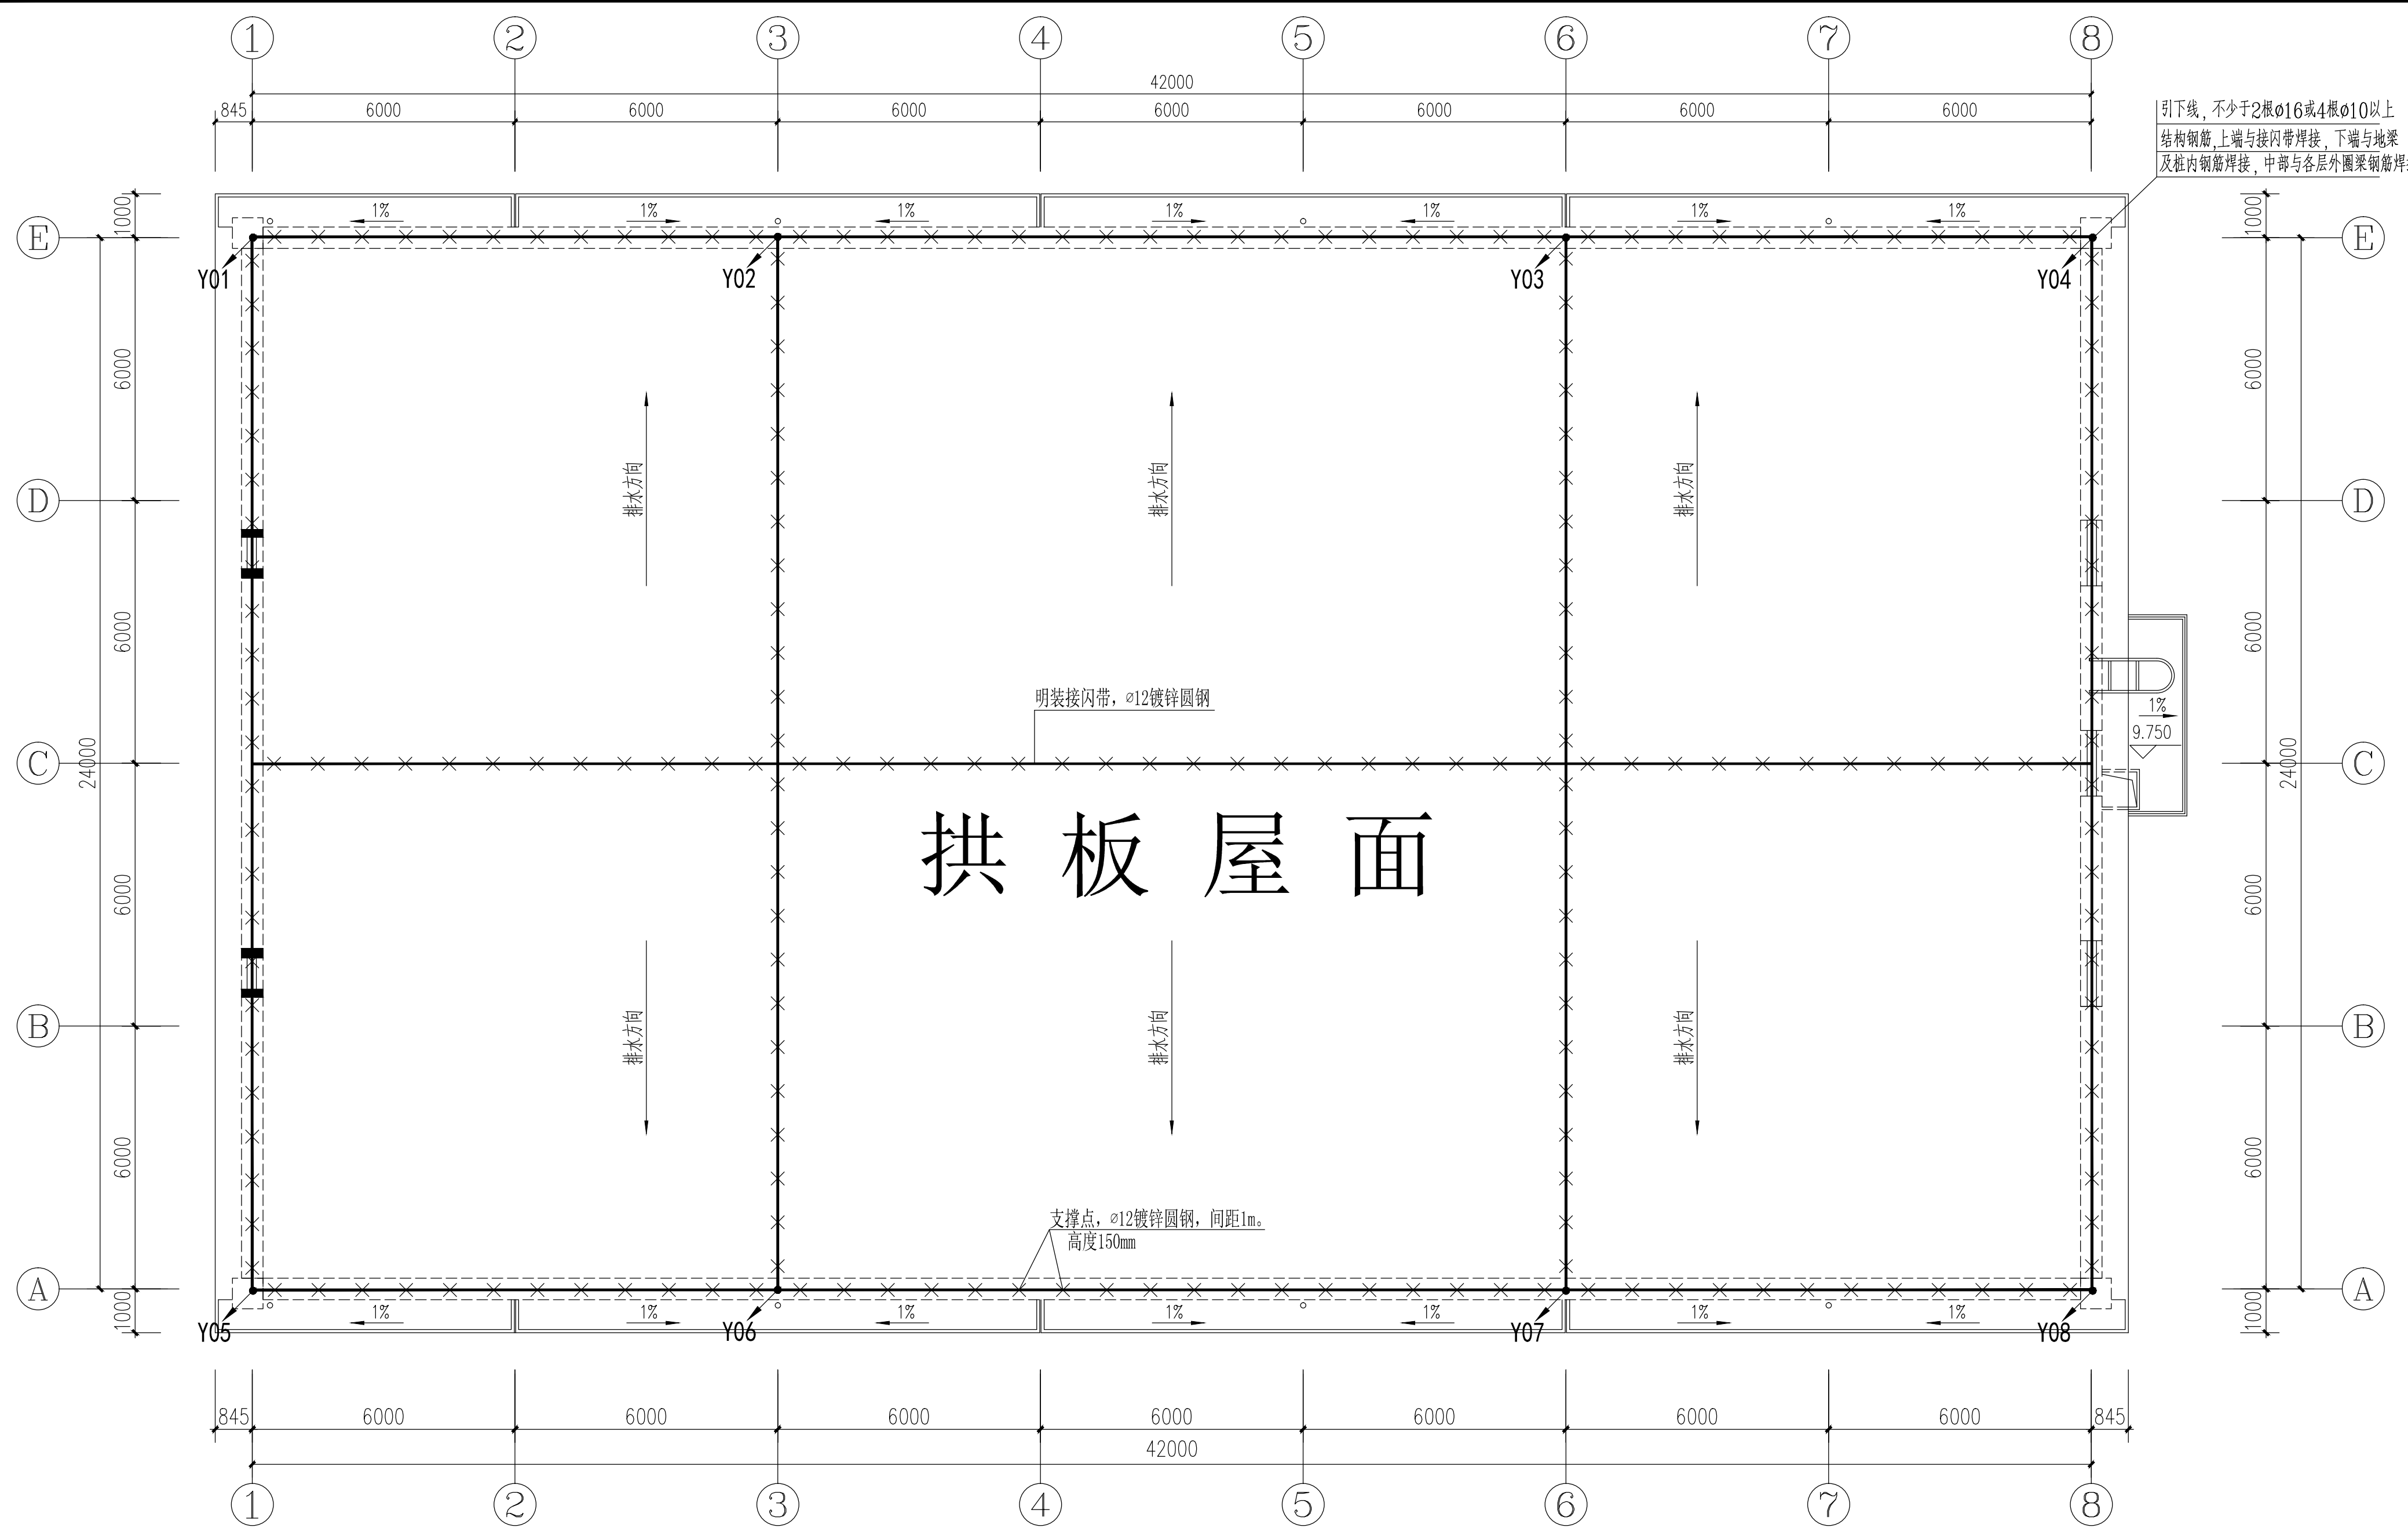 1 2 3 4 5 6 7 8
42000
845 6000 6000 6000 6000 6000 6000 6000
引下线，不少于2根ø16或4根ø10以上
结构钢筋,上端与接闪带焊接，下端与地梁
及桩内钢筋焊接，中部与各层外圈梁钢筋焊
1000 1% 1% 1% 1% 1% 1% 1% 1000
E E
Y01 Y02 Y03 Y04
6000 6000
排水方向 排水方向 排水方向
D D
6000 6000
明装接闪带，ø12镀锌圆钢
1%
9.750
C 24000 24000 C
拱板屋面
6000 6000
排水方向 排水方向 排水方向
B B
6000 6000
支撑点，ø12镀锌圆钢，间距1m。
高度150mm
A A
1000 1% 1% 1% 1% 1% 1% 1% 1000
Y05 Y06 Y07 Y08
845 6000 6000 6000 6000 6000 6000 6000 845
42000
1 2 3 4 5 6 7 8